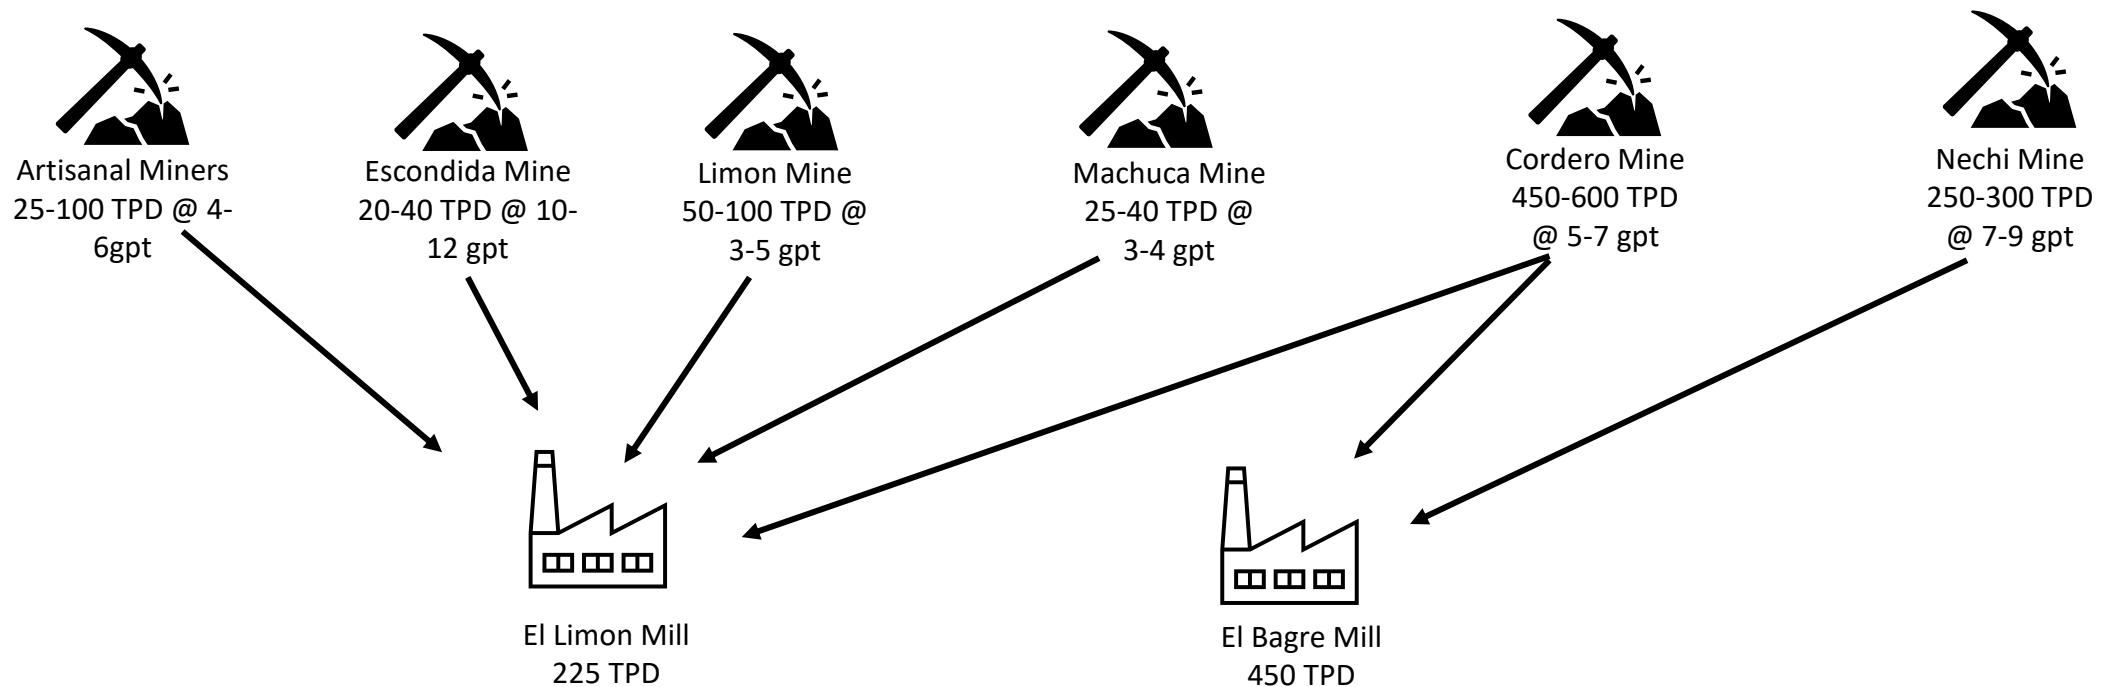 Artisanal Miners
25-100 TPD @ 4-
6gpt
Escondida Mine
20-40 TPD @ 10-
12 gpt
Limon Mine
50-100 TPD @
3-5 gpt
Machuca Mine
25-40 TPD @
3-4 gpt
Cordero Mine
450-600 TPD
@ 5-7 gpt
Nechi Mine
250-300 TPD
@ 7-9 gpt
El Limon Mill
225 TPD
El Bagre Mill
450 TPD